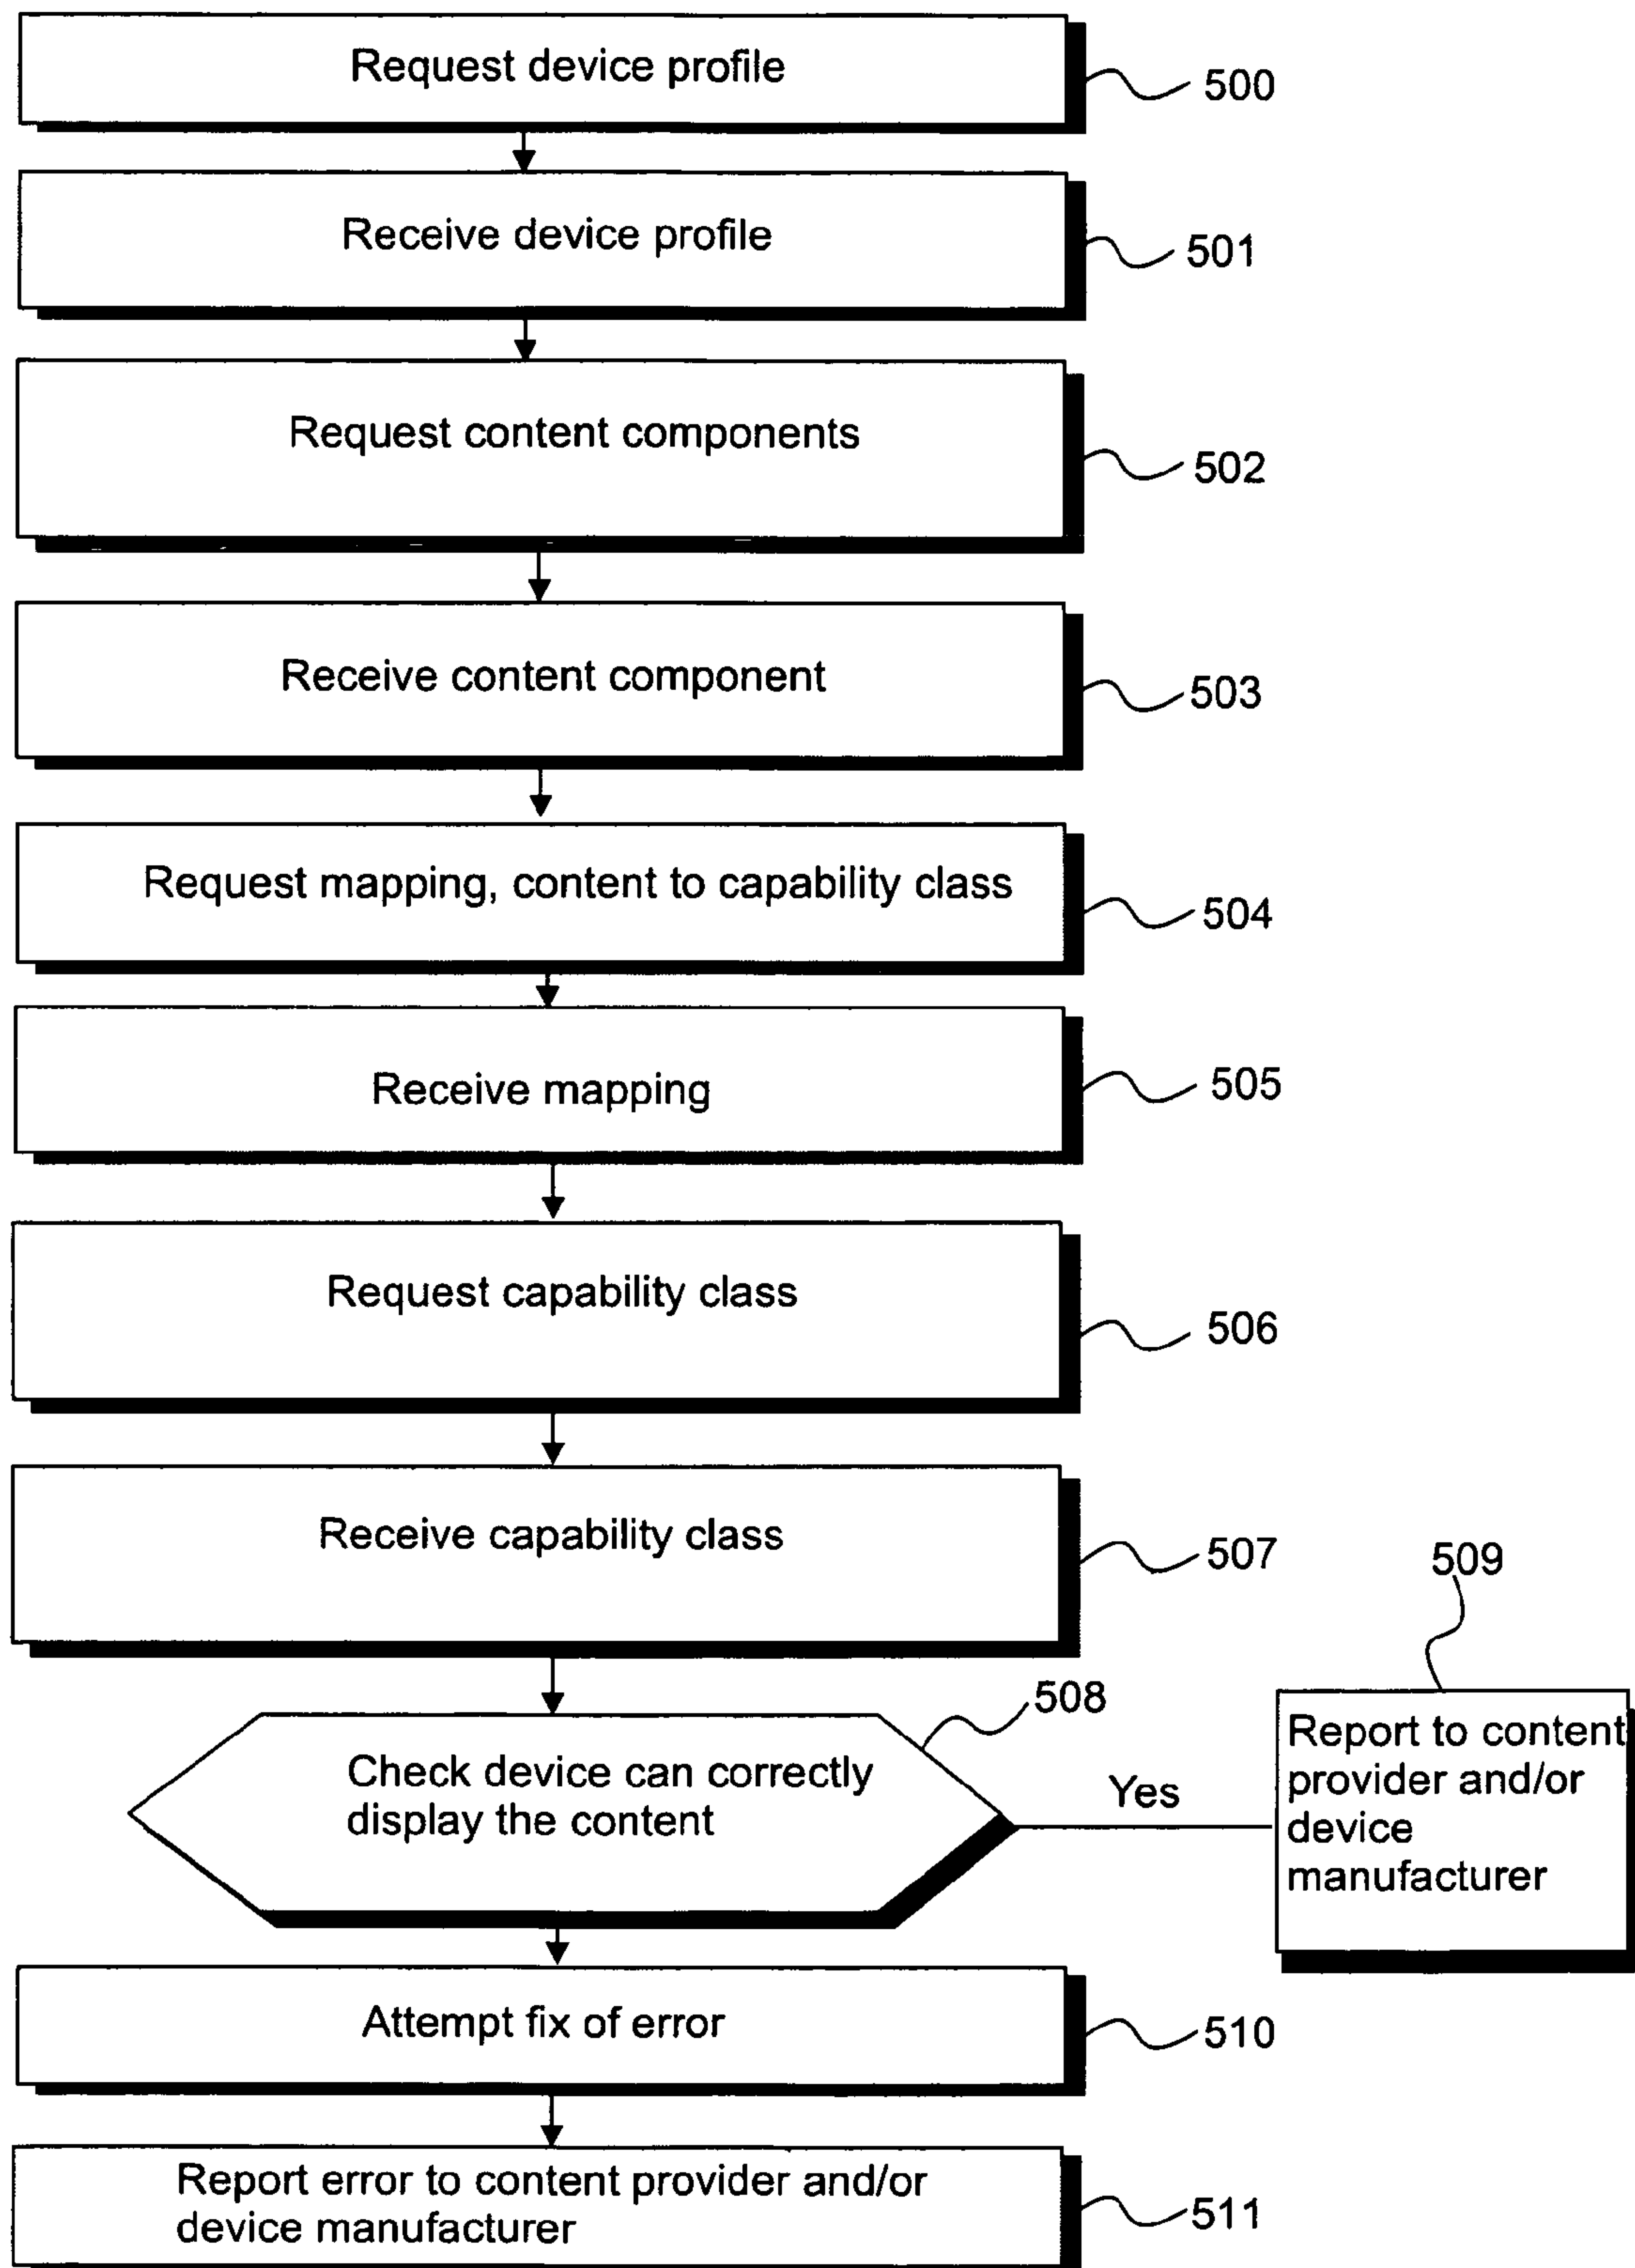 Request device profile
500
Receive device profile
501
Request content components
502
Receive content component
503
Request mapping, content to capability class
504
Receive mapping
505
Request capability class
506
Receive capability class
507
509
508
Check device can correctly
display the content
Yes
Report to content
provider and/or
device
manufacturer
Attempt fix of error
510
Report error to content provider and/or
device manufacturer
511